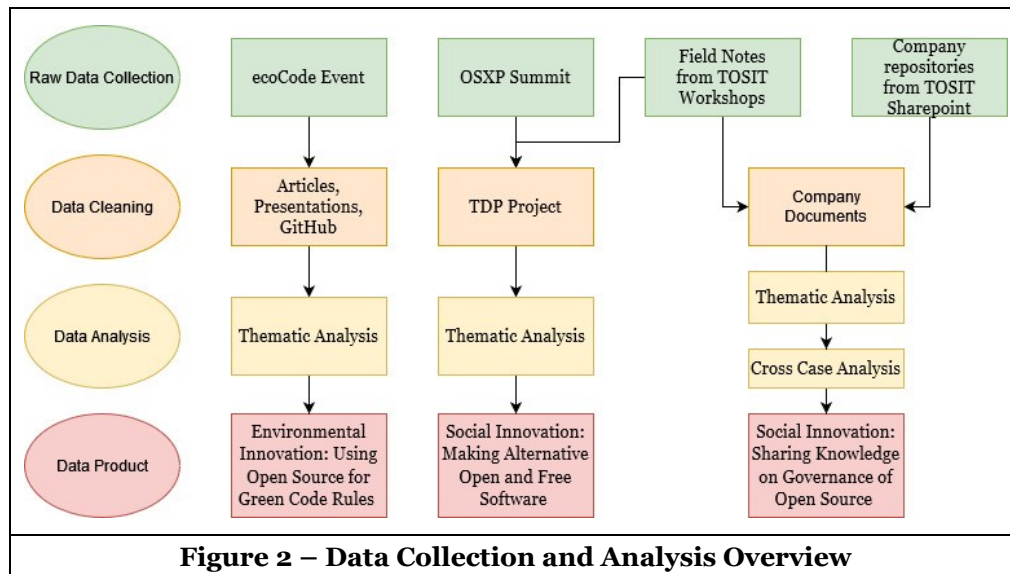 Raw Data Collection
ecoCode Event
OSXP Summit
Field Notes
from TOSIT
Workshops
Company
repositories
from TOSIT
Sharepoint
Data Cleaning
Articles,
Presentations,
GitHub
TDP Project
Company
Documents
Data Analysis
Thematic Analysis
Thematic Analysis
Thematic Analysis
Cross Case Analysis
Data Product
Environmental
Innovation: Using
Open Source for
Green Code Rules
Social Innovation:
Making Alternative
Open and Free
Software
Social Innovation:
Sharing Knowledge
on Governance of
Open Source
Figure 2 – Data Collection and Analysis Overview